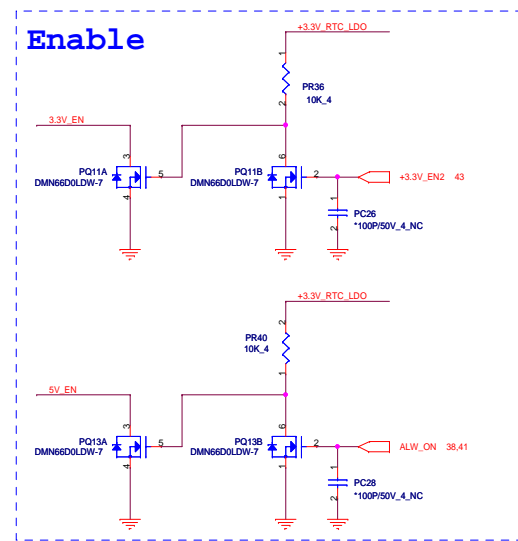 Enable
+3.3V_RTC_LDO
1
PR36
10K_4
2
3.3V_EN
3
6
PQ11A
DMN66D0LDW-7
5
PQ11B
DMN66D0LDW-7
2
+3.3V_EN2 43
4
1
1
PC26
2
*100P/50V_4_NC
+3.3V_RTC_LDO
2
PR40
10K_4
1
5V_EN
3
6
PQ13A
DMN66D0LDW-7
5
PQ13B
DMN66D0LDW-7
2
ALW_ON 38,41
4
1
1
PC28
2
*100P/50V_4_NC